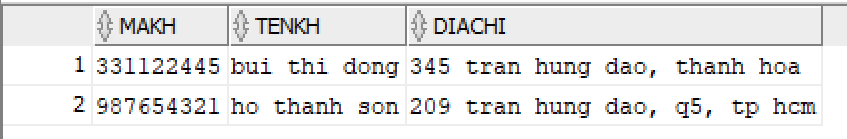 MAKH TENKH DIACHI
1 331122445 bui thi dong 345 tran hung dao, thanh hoa
2 987654321 ho thanh son 209 tran hung dao, q5, tp hcm